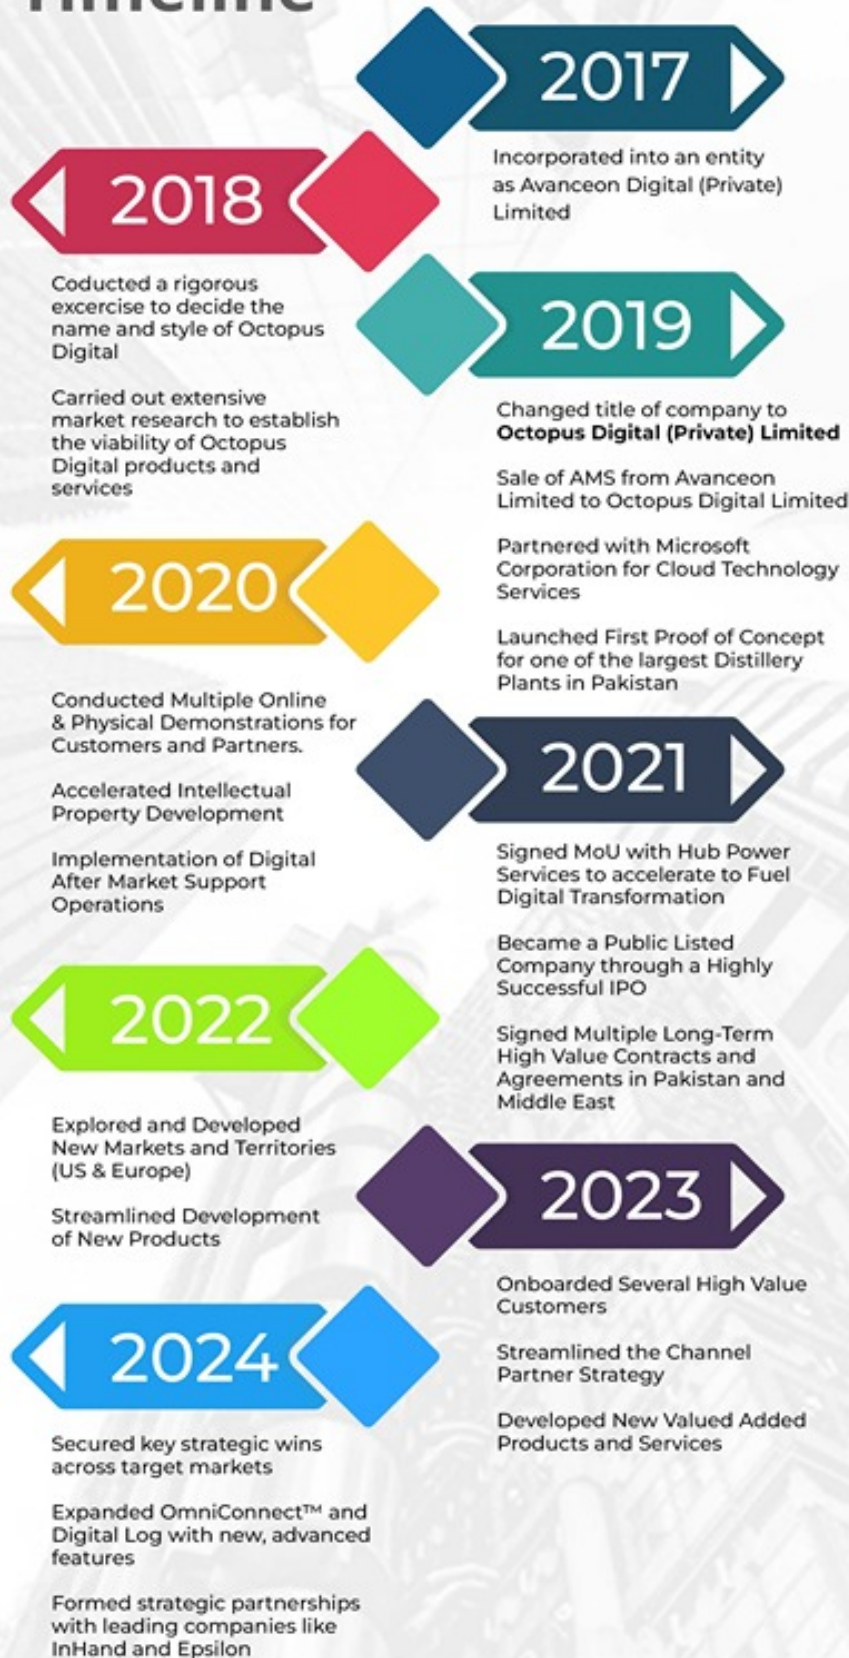 Timeline
2017
Incorporated into an entity
as Avanceon Digital (Private)
Limited
2018
Coducted a rigorous
excercise to decide the
name and style of Octopus
Digital
Carried out extensive
market research to establish
the viability of Octopus
Digital products and
services
2019
Changed title of company to
Octopus Digital (Private) Limited
Sale of AMS from Avanceon
Limited to Octopus Digital Limited
Partnered with Microsoft
Corporation for Cloud Technology
Services
Launched First Proof of Concept
for one of the largest Distillery
Plants in Pakistan
2020
Conducted Multiple Online
& Physical Demonstrations for
Customers and Partners.
Accelerated Intellectual
Property Development
Implementation of Digital
After Market Support
Operations
2021
Signed MoU with Hub Power
Services to accelerate to Fuel
Digital Transformation
Became a Public Listed
Company through a Highly
Successful IPO
Signed Multiple Long-Term
High Value Contracts and
Agreements in Pakistan and
Middle East
2022
Explored and Developed
New Markets and Territories
(US & Europe)
Streamlined Development
of New Products
2023
Onboarded Several High Value
Customers
Streamlined the Channel
Partner Strategy
Developed New Valued Added
Products and Services
2024
Secured key strategic wins
across target markets
Expanded OmniConnect™ and
Digital Log with new, advanced
features
Formed strategic partnerships
with leading companies like
InHand and Epsilon